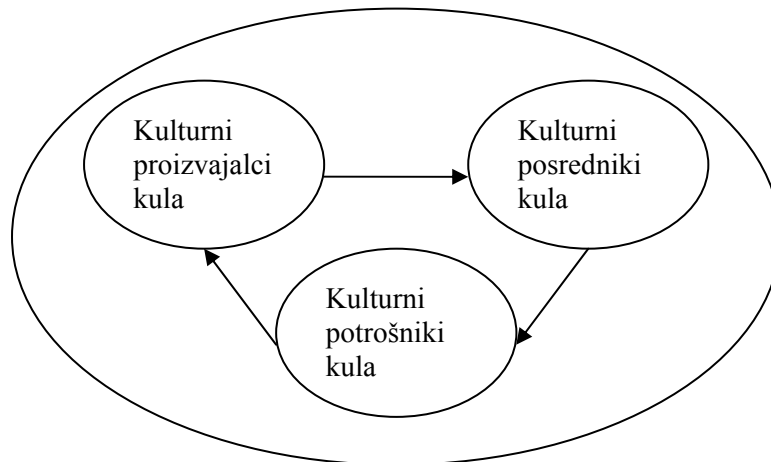 Kulturni
proizvajalci
kula
Kulturni
posredniki
kula
Kulturni
potrošniki
kula